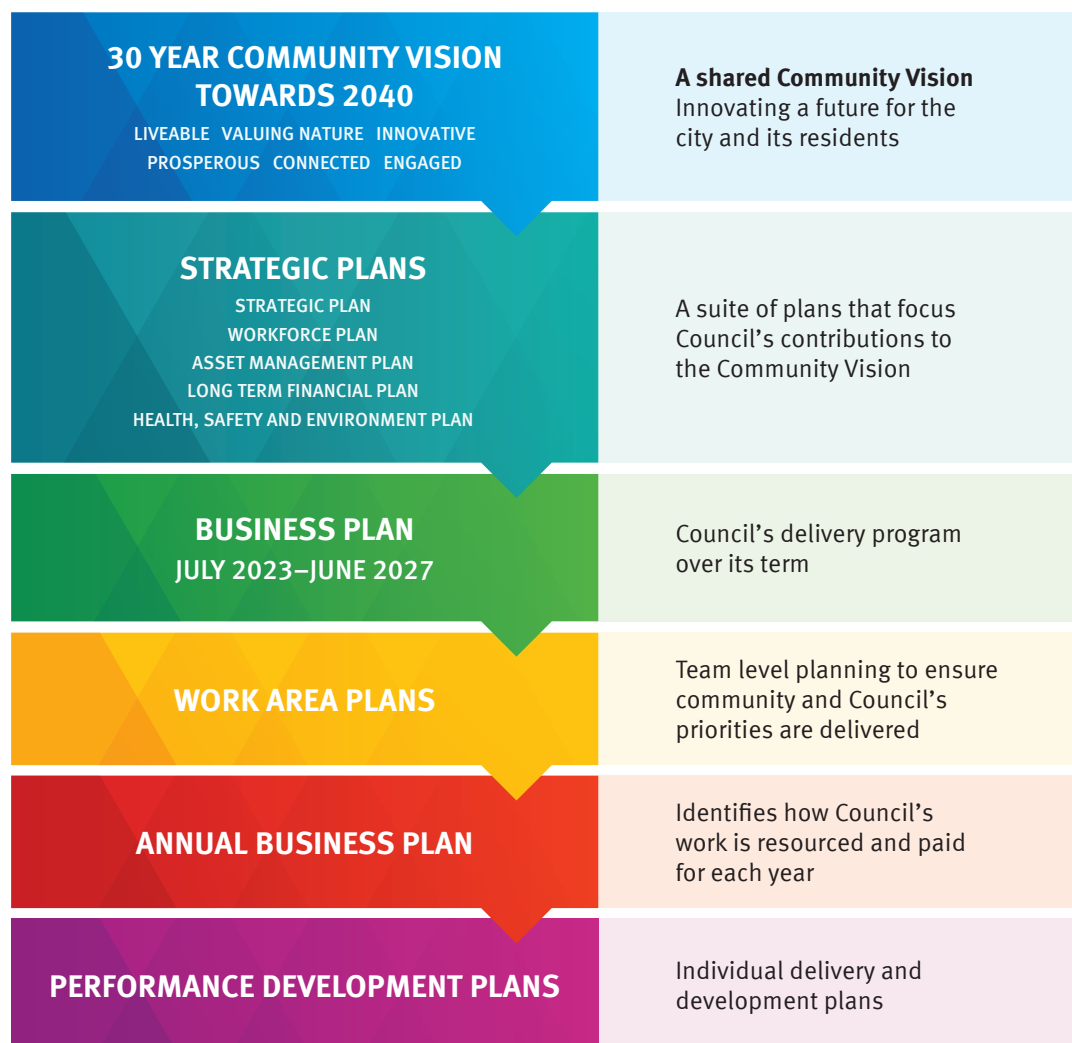 30 YEAR COMMUNITY VISION
TOWARDS 2040
LIVEABLE VALUING NATURE INNOVATIVE
PROSPEROUS CONNECTED ENGAGED
A shared Community Vision
Innovating a future for the
city and its residents
STRATEGIC PLANS
STRATEGIC PLAN
WORKFORCE PLAN
ASSET MANAGEMENT PLAN
LONG TERM FINANCIAL PLAN
HEALTH, SAFETY AND ENVIRONMENT PLAN
A suite of plans that focus
Council’s contributions to
the Community Vision
BUSINESS PLAN
JULY 2023–JUNE 2027
Council’s delivery program
over its term
WORK AREA PLANS
Team level planning to ensure
community and Council’s
priorities are delivered
ANNUAL BUSINESS PLAN
Identifies how Council’s
work is resourced and paid
for each year
PERFORMANCE DEVELOPMENT PLANS
Individual delivery and
development plans